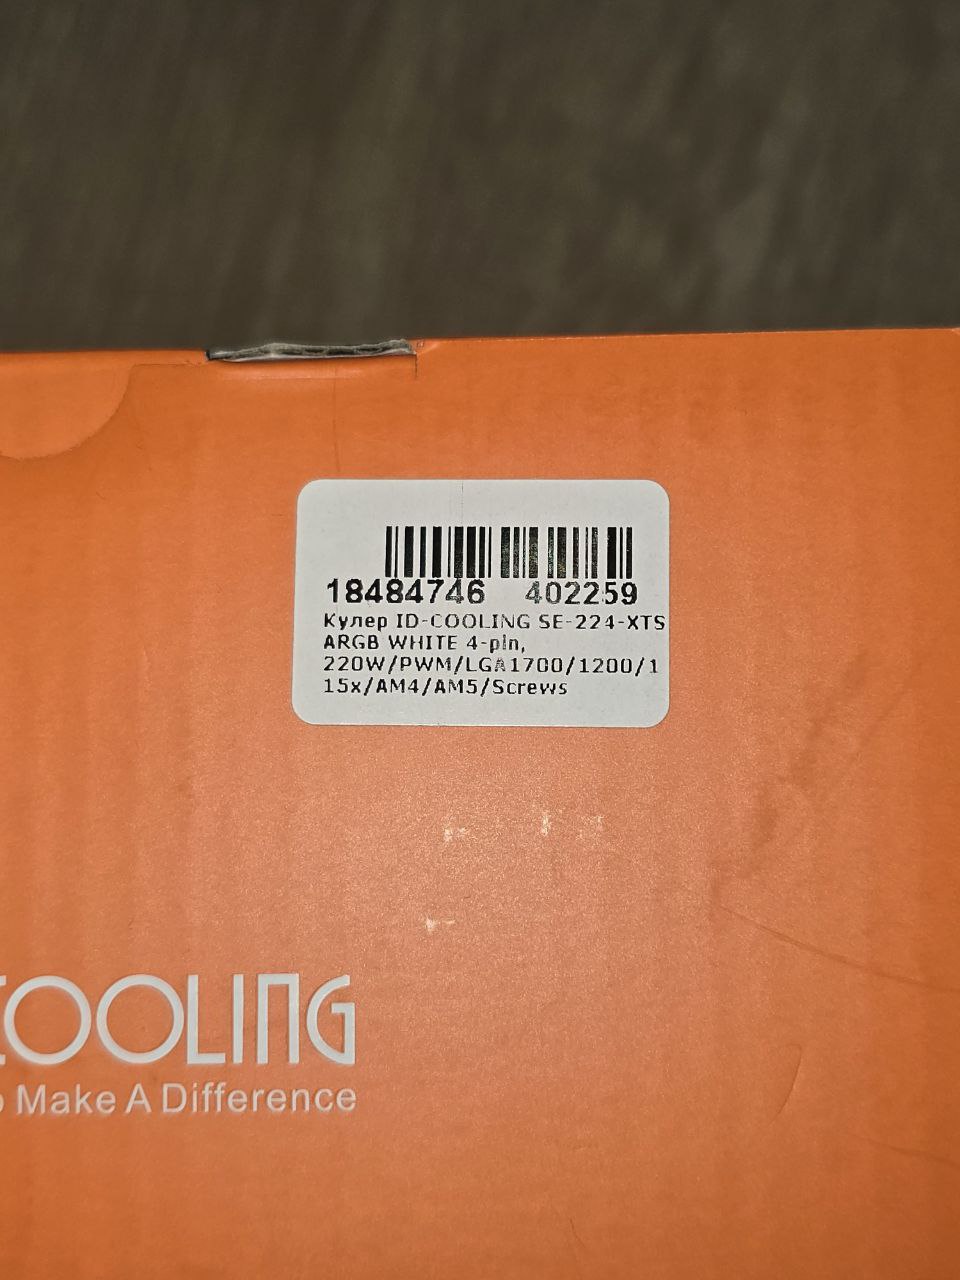 18484746 402259
Кулер ID-COOLING SE-224-XTS
ARGB WHITE 4-pin,
220W/PWM/LGA1700/1200/1
15x/AM4/AM5/Screws
COOLING
Make A Difference